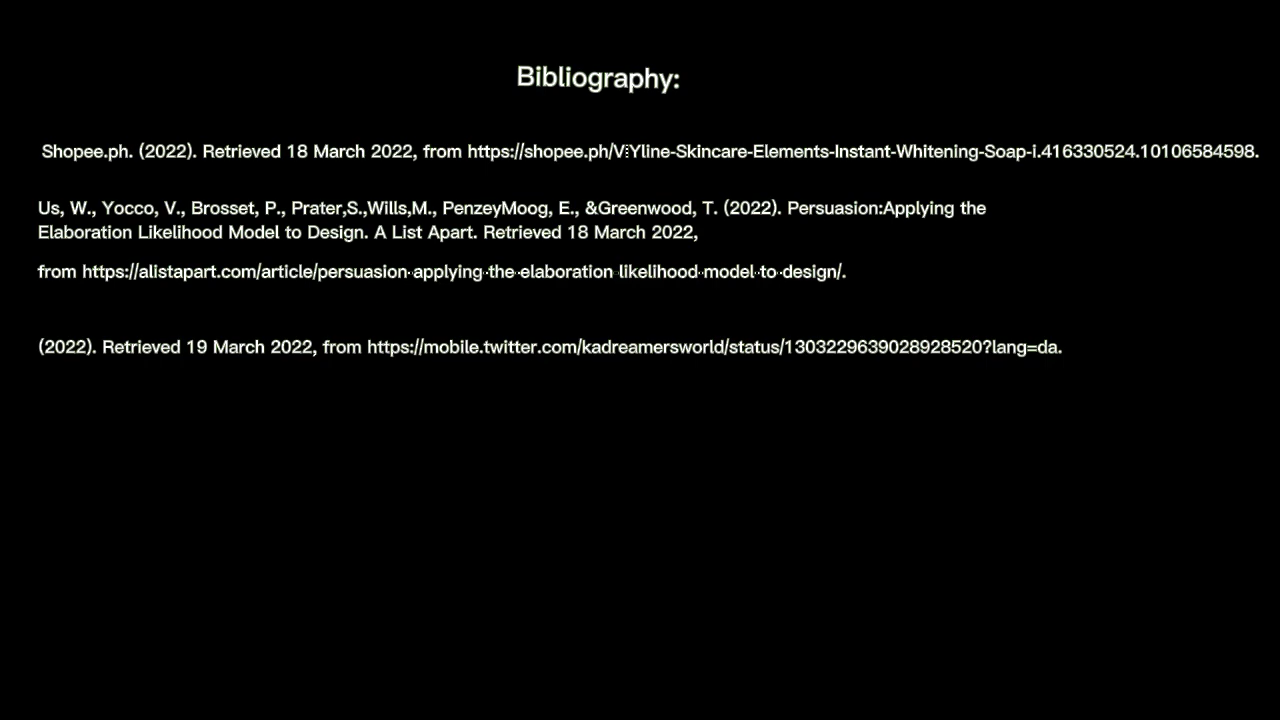 Bibliography:
Shopee.ph. (2022). Retrieved 18 March 2022, from https://shopee.ph/ViYline-Skincare-Elements-Instant-Whitening-Soap-i.416330524.10106584598.
Us, W., Yocco, V., Brosset, P., Prater,S.,Wills,M., PenzeyMoog, E., &Greenwood, T. (2022). Persuasion:Applying the
Elaboration Likelihood Model to Design. A List Apart. Retrieved 18 March 2022,
from https://alistapart.com/article/persuasion-applying-the-elaboration-likelihood-model-to-design/.
(2022). Retrieved 19 March 2022, from https://mobile.twitter.com/kadreamersworld/status/1303229639028928520?lang=da.